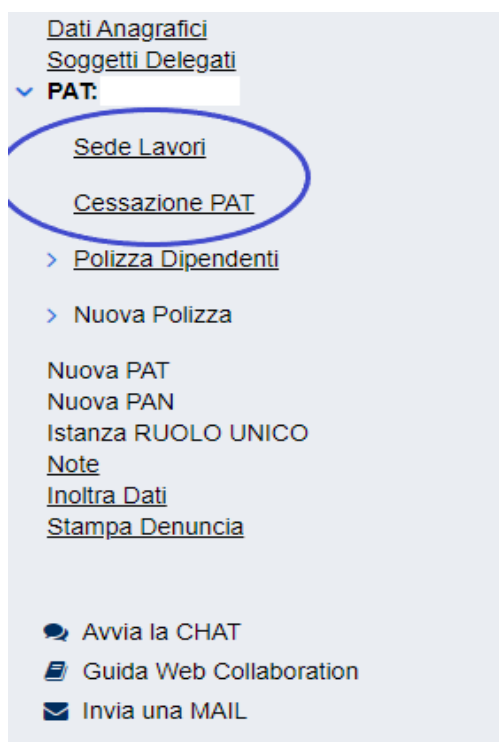 Dati Anagrafici
Soggetti Delegati
PAT:
Sede Lavori
Cessazione PAT
Polizza Dipendenti
Nuova Polizza
Nuova PAT
Nuova PAN
Istanza RUOLO UNICO
Note
Inoltra Dati
Stampa Denuncia
Avvia la CHAT
Guida Web Collaboration
Invia una MAIL